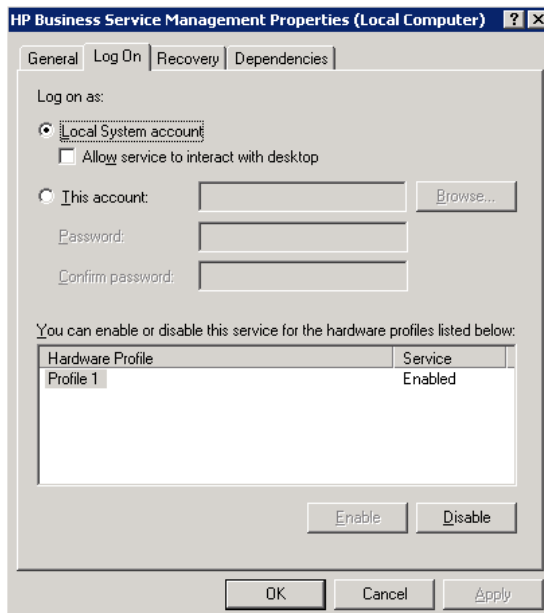 HP Business Service Management Properties (Local Computer) ? X
General Log On Recovery Dependencies
Log on as:
Local System account
Allow service to interact with desktop
This account: Browse...
Password:
Confirm password:
You can enable or disable this service for the hardware profiles listed below:
Hardware Profile Service
Profile 1 Enabled
Enable Disable
OK Cancel Apply